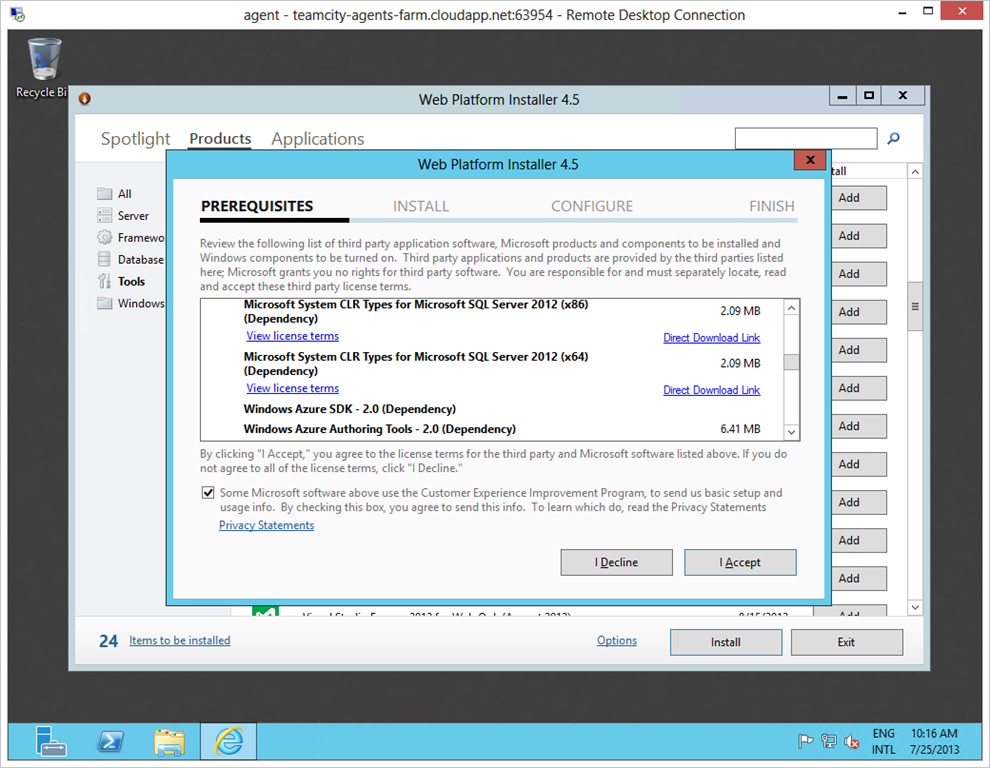 agent - teamcity-agents-farm.cloudapp.net:63954 - Remote Desktop Connection
Recycle Bi
Web Platform Installer 4.5
Spotlight Products Applications
Web Platform Installer 4.5
tall
All
Server
Framewo
Database
Tools
Windows
PREREQUISITES INSTALL CONFIGURE FINISH
Review the following list of third party application software, Microsoft products and components to be installed and
Windows components to be turned on. Third party applications and products are provided by the third parties listed
here; Microsoft grants you no rights for third party software. You are responsible for and must separately locate, read
and accept these third party license terms.
Microsoft System CLR Types for Microsoft SQL Server 2012 (x86) 2.09 MB
(Dependency)
View license terms Direct Download Link
Microsoft System CLR Types for Microsoft SQL Server 2012 (x64) 2.09 MB
(Dependency)
View license terms Direct Download Link
Windows Azure SDK - 2.0 (Dependency)
Windows Azure Authoring Tools - 2.0 (Dependency) 6.41 MB
By clicking "I Accept," you agree to the license terms for the third party and Microsoft software listed above. If you do
not agree to all of the license terms, click "I Decline."
Some Microsoft software above use the Customer Experience Improvement Program, to send us basic setup and
usage info. By checking this box, you agree to send this info. To learn which do, read the Privacy Statements
Privacy Statements
I Decline I Accept
Add
Add
Add
Add
Add
Add
Add
Add
Add
Add
Add
Add
24 Items to be installed Options Install Exit
ENG 10:16 AM
INTL 7/25/2013